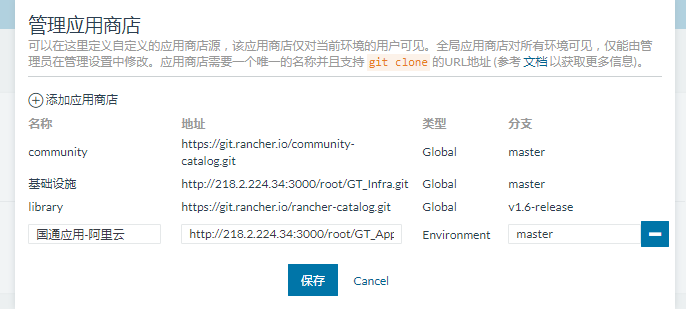 管理应用商店
可以在这里定义自定义的应用商店源，该应用商店仅对当前环境的用户可见。全局应用商店对所有环境可见，仅能由管
理员在管理设置中修改。应用商店需要一个唯一的名称并且支持 git clone 的URL地址 (参考 文档 以获取更多信息)。
添加应用商店
名称 地址 类型 分支
community https://git.rancher.io/community-catalog.git Global master
基础设施 http://218.2.224.34:3000/root/GT_Infra.git Global master
library https://git.rancher.io/rancher-catalog.git Global v1.6-release
国通应用-阿里云 http://218.2.224.34:3000/root/GT_App Environment master
保存 Cancel